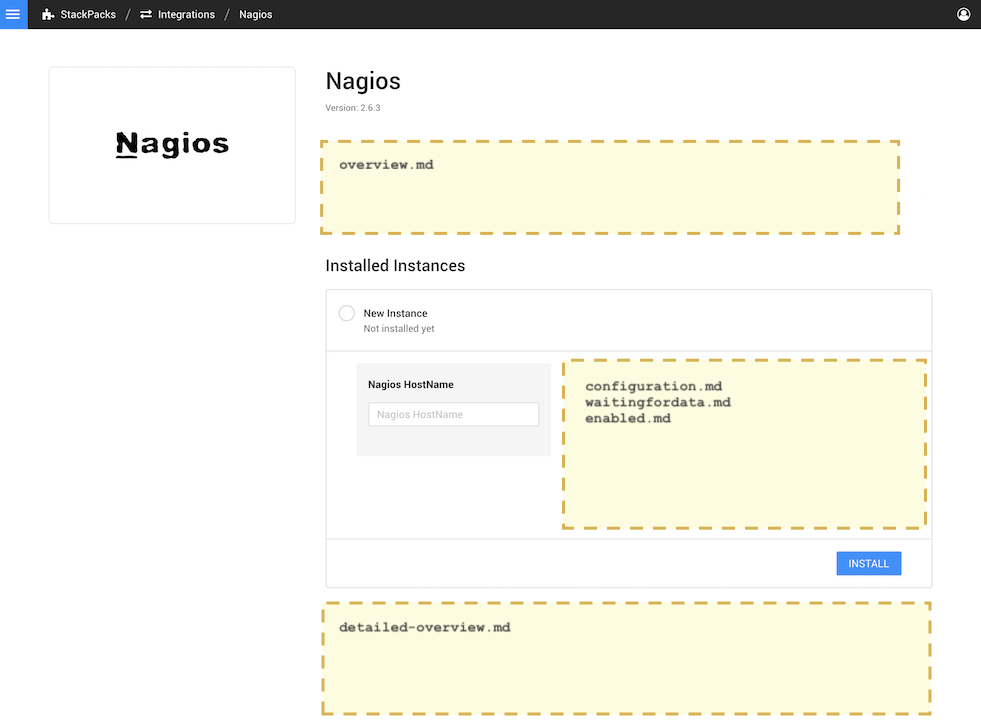 StackPacks / Integrations / Nagios
Nagios
Nagios
Version: 2.6.3
overview.md
Installed Instances
New Instance
Not installed yet
Nagios HostName
Nagios HostName
configuration.md
waitingfordata.md
enabled.md
INSTALL
detailed-overview.md